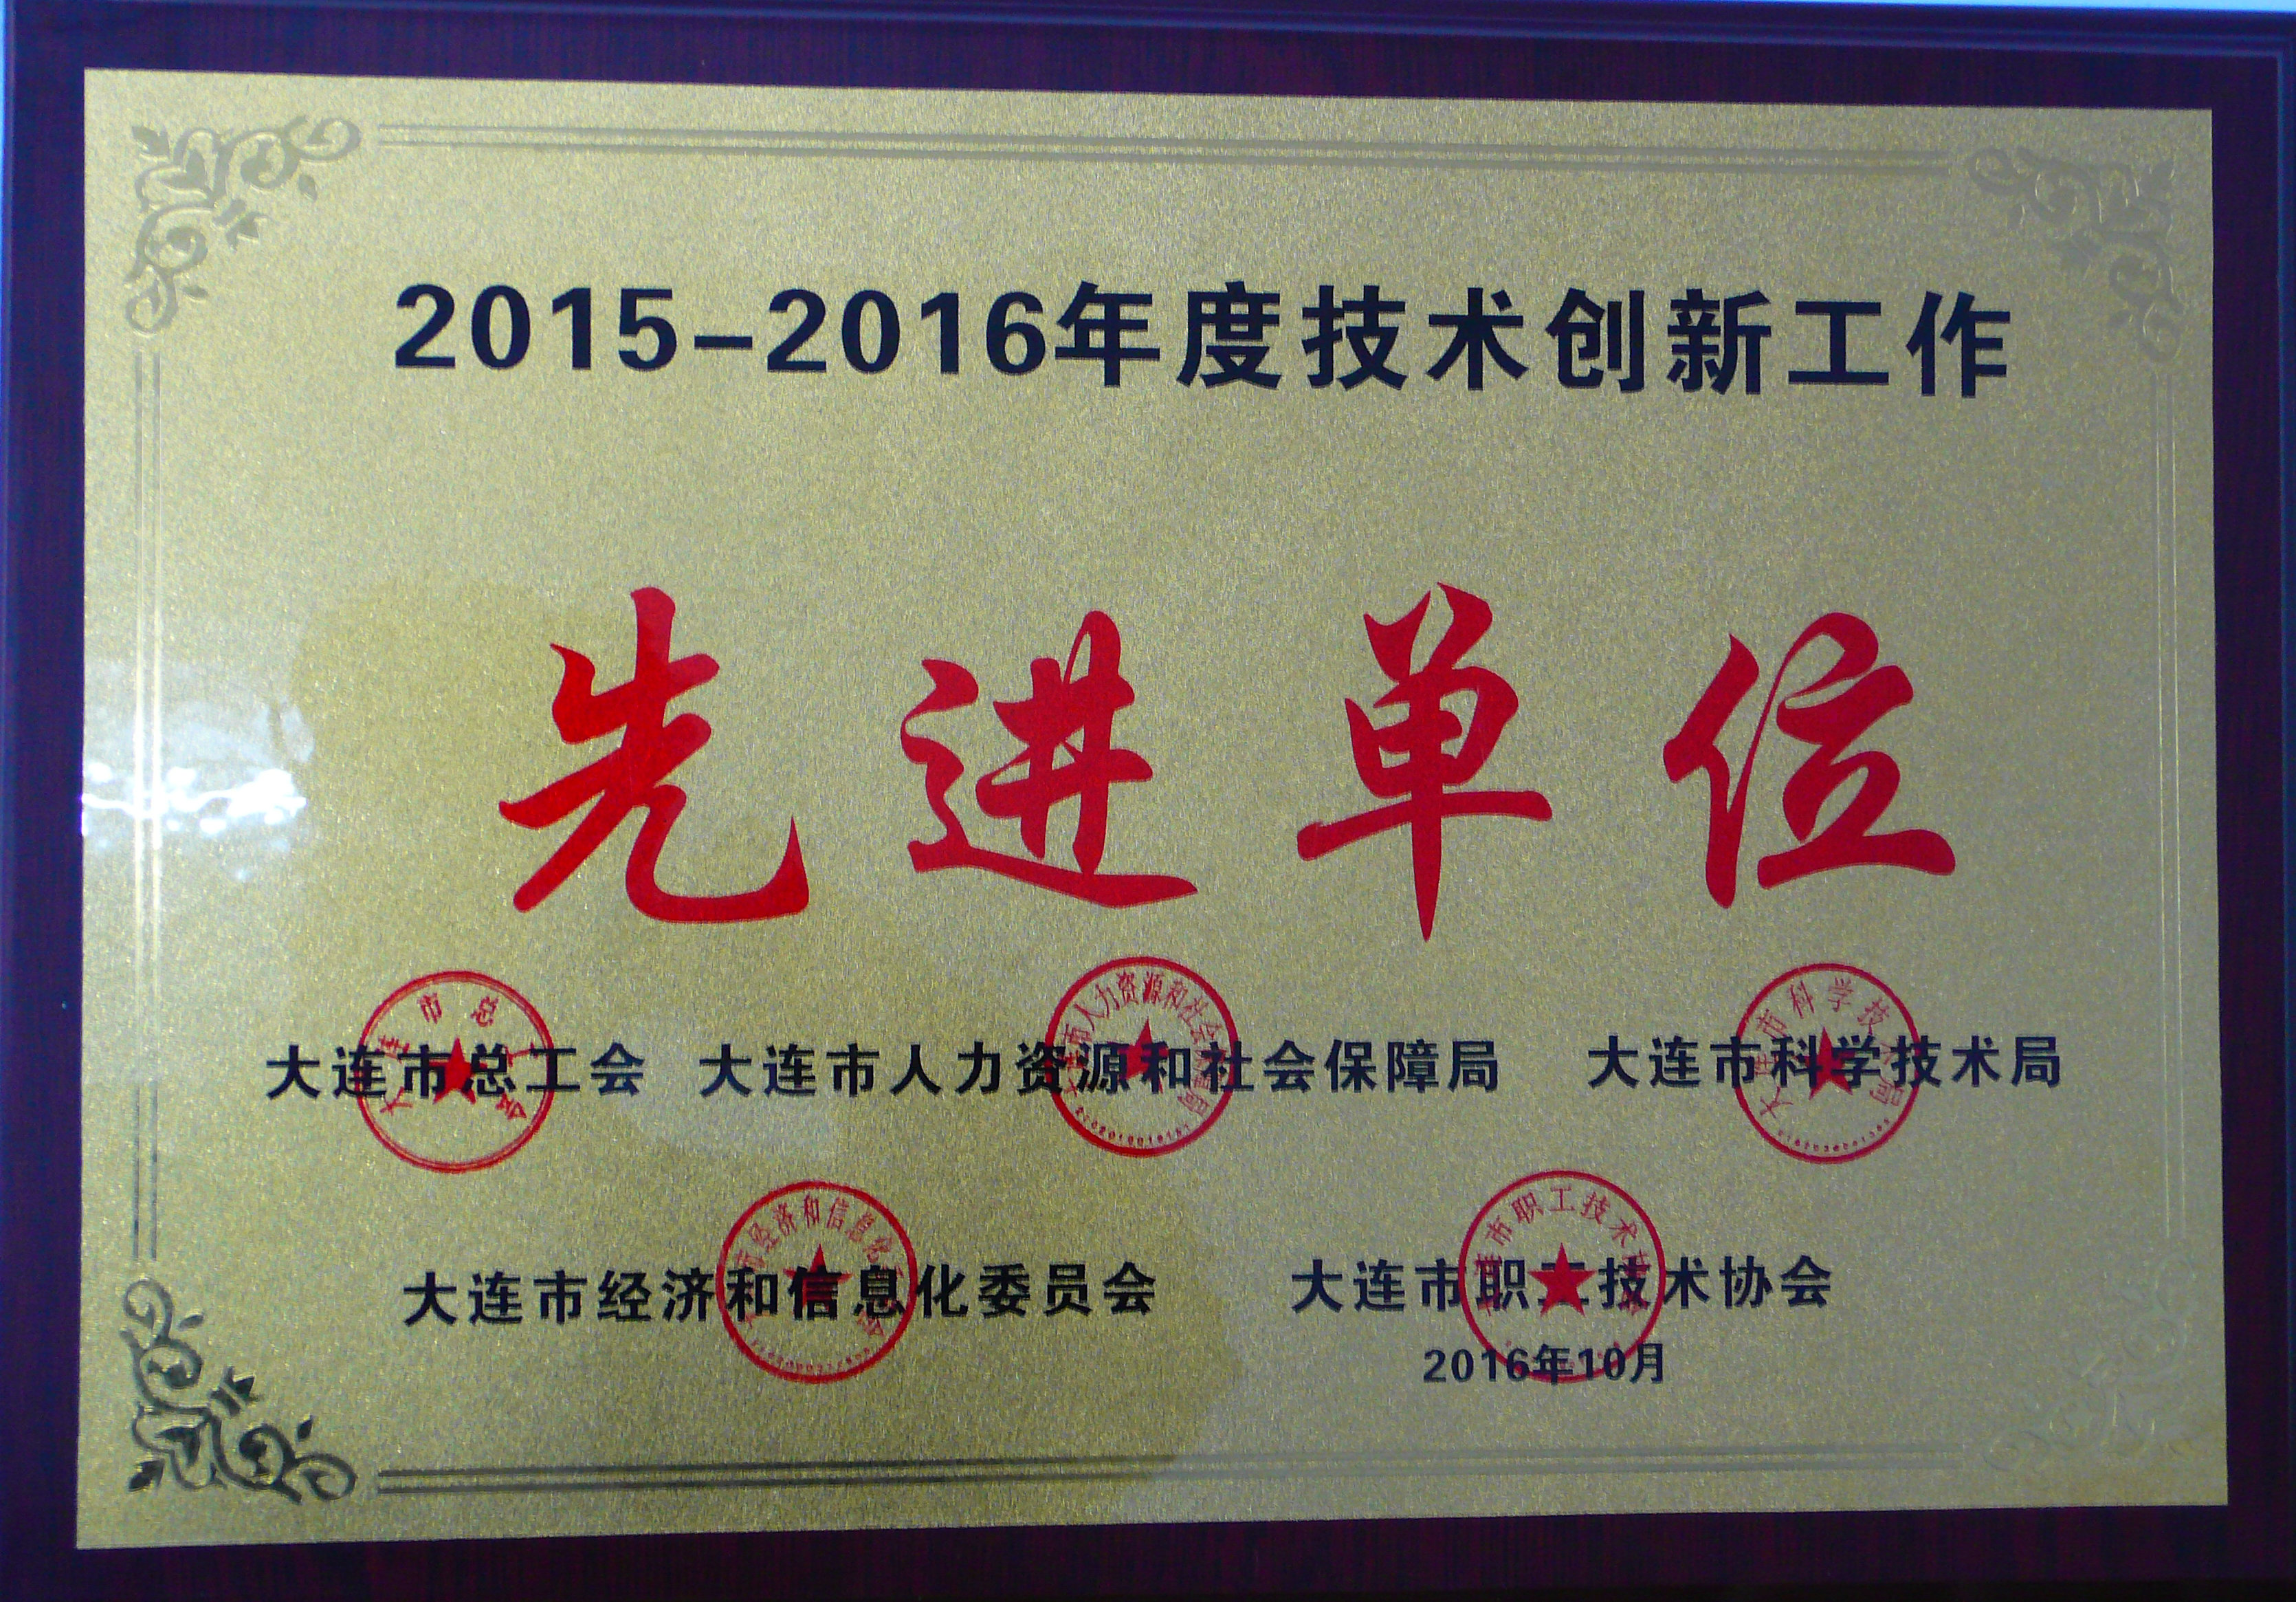 2015-2016年度技术创新工作
先进单位
大连市总工会 大连市人力资源和社会保障局 大连市科学技术局
大连市经济和信息化委员会 大连市职工技术协会
2016年10月